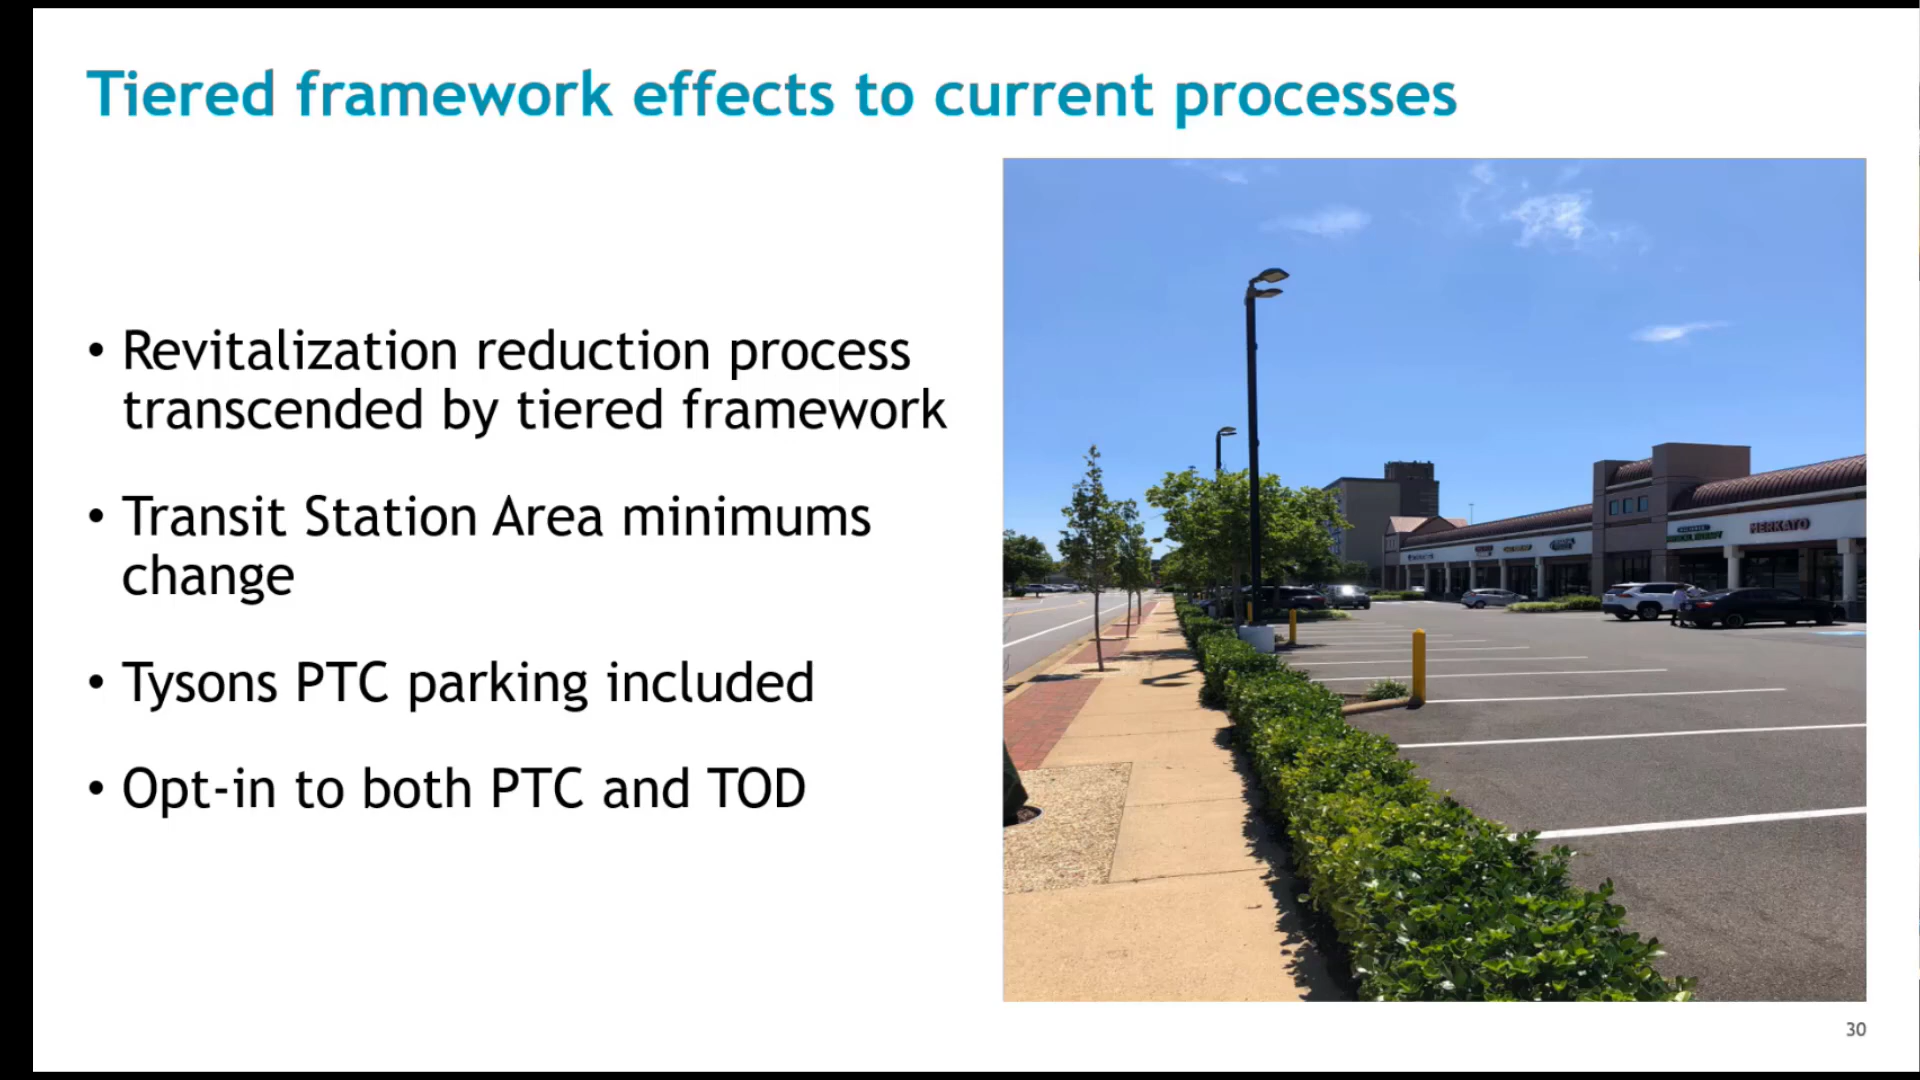 Tiered framework effects to current processes
• Revitalization reduction process
transcended by tiered framework
• Transit Station Area minimums
change
• Tysons PTC parking included
• Opt-in to both PTC and TOD
MERKATO
30